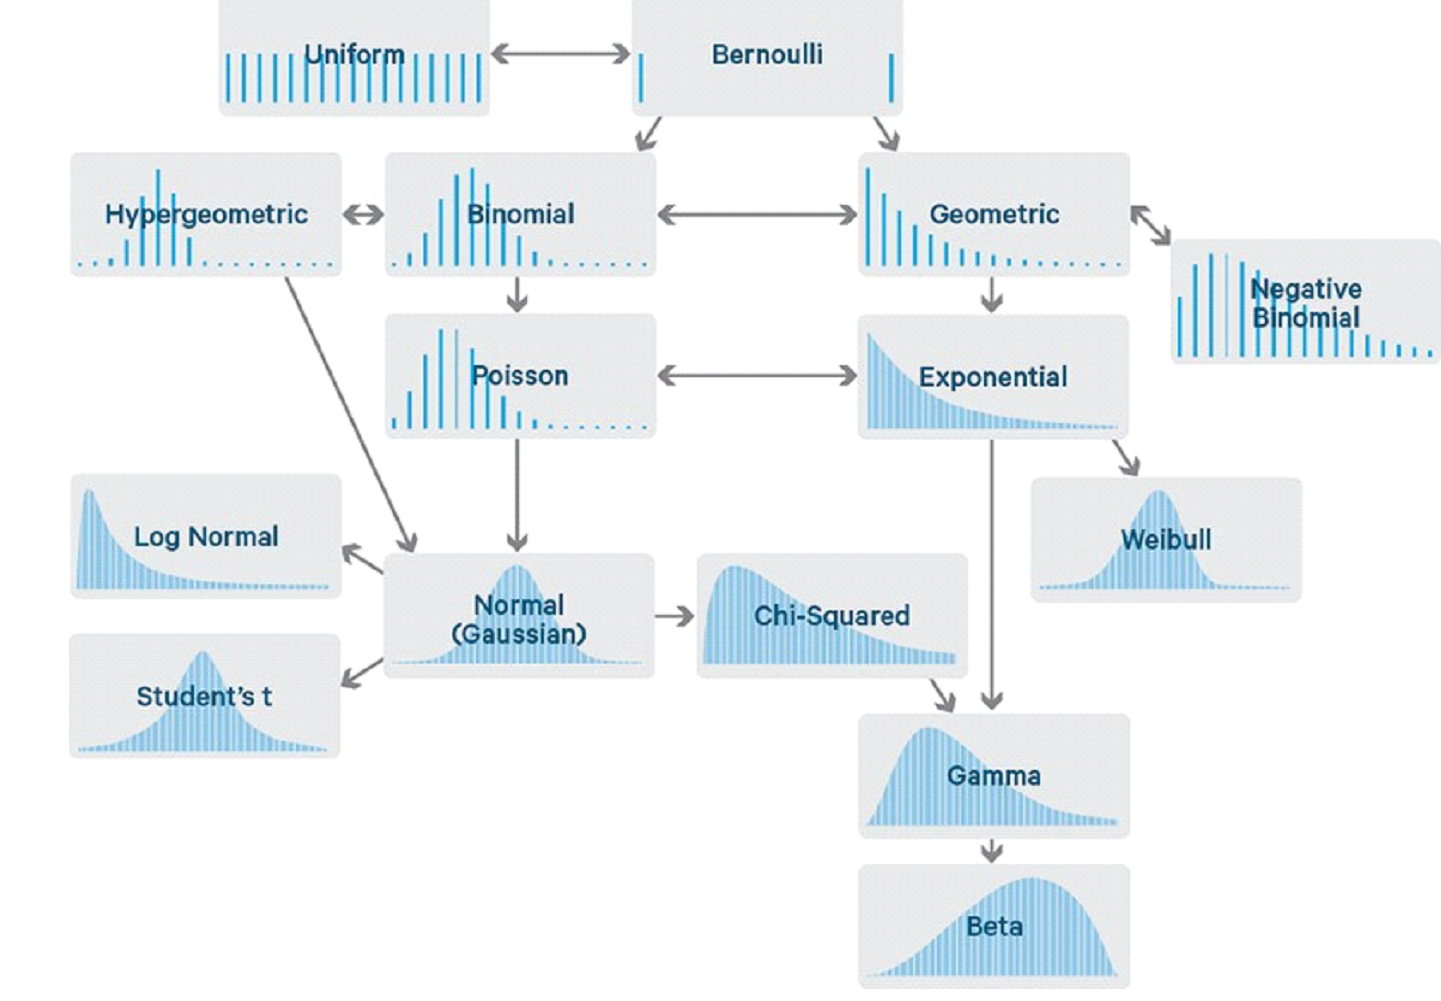 Uniform
Bernoulli
Hypergeometric
Binomial
Geometric
Negative
Binomial
Poisson
Exponential
Log Normal
Weibull
Normal
(Gaussian)
Chi-Squared
Student’s t
Gamma
Beta